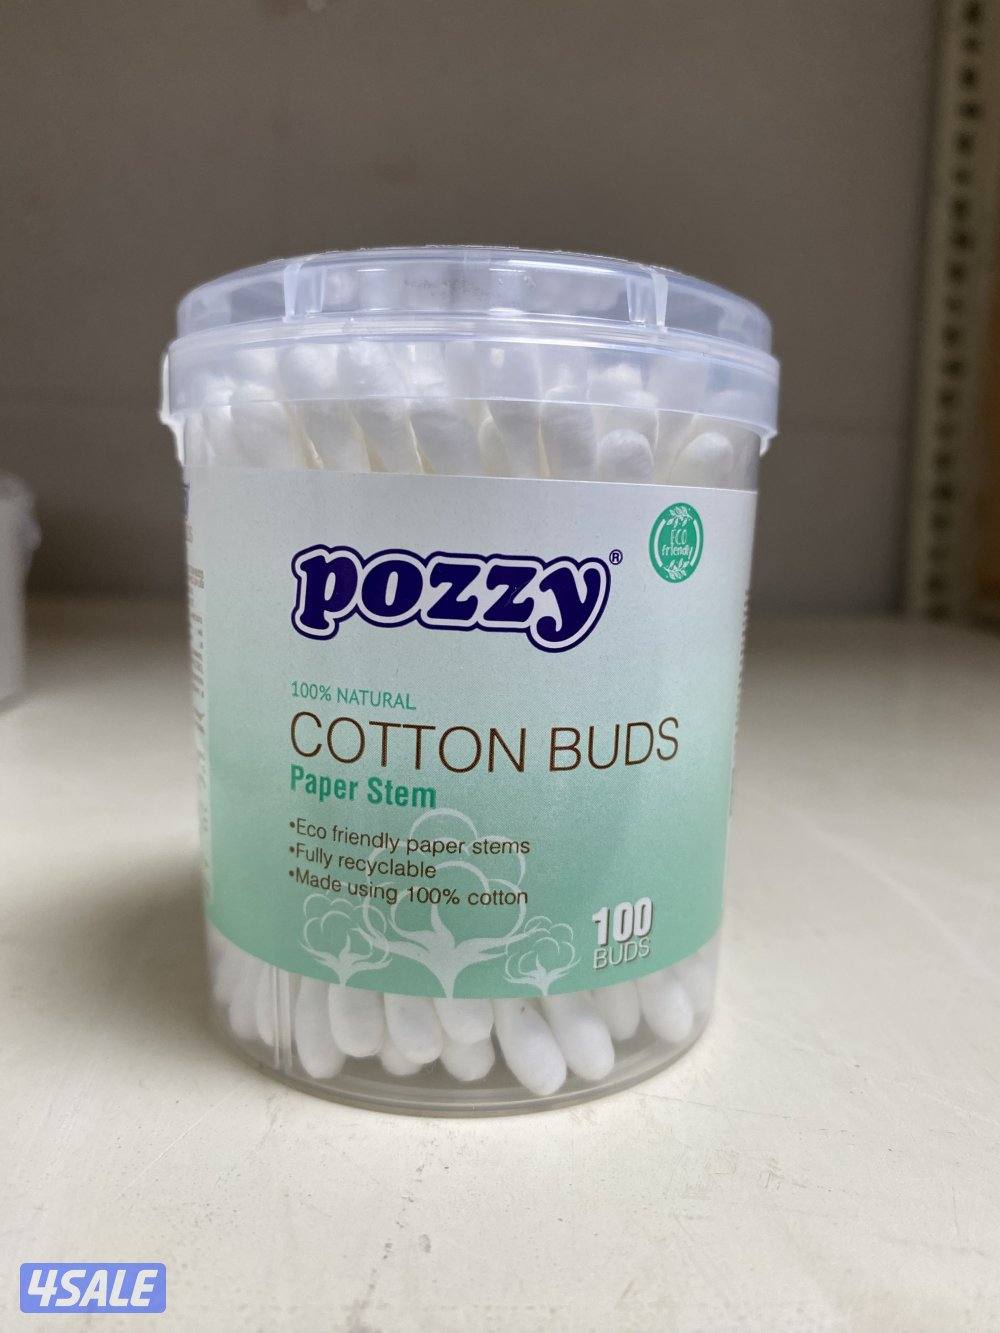 pozzy®
ECO
friendly
100% NATURAL
COTTON BUDS
Paper Stem
•Eco friendly paper stems
•Fully recyclable
•Made using 100% cotton
100
BUDS
4SALE